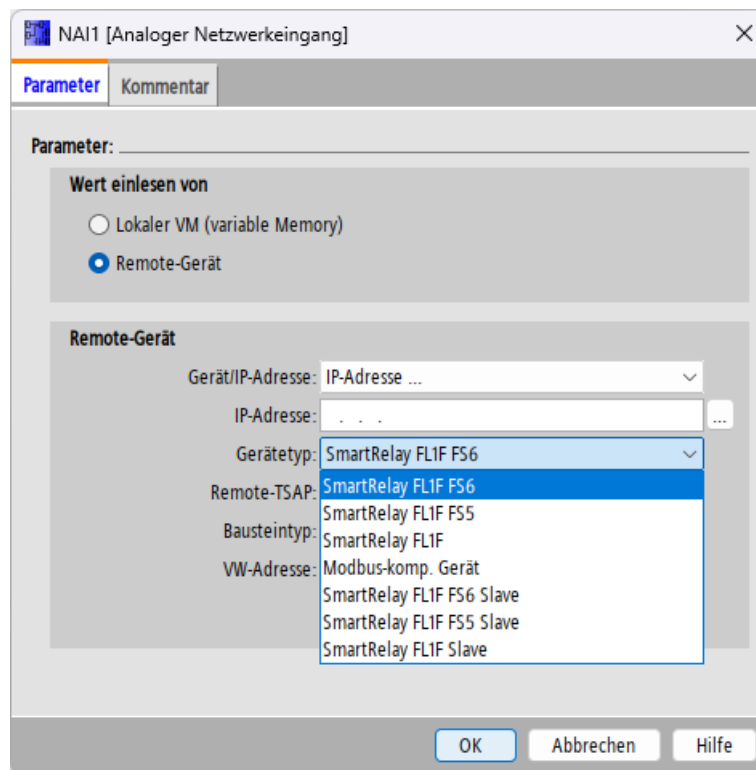 NAI1 [Analoger Netzwerkeingang]
Parameter
Kommentar
Parameter:
Wert einlesen von
Lokaler VM (variable Memory)
Remote-Gerät
Remote-Gerät
Gerät/IP-Adresse: IP-Adresse ...
IP-Adresse: . . . ...
Gerätetyp: SmartRelay FL1F FS6
Remote-TSAP: SmartRelay FL1F FS6
SmartRelay FL1F FS5
Bausteintyp: SmartRelay FL1F
VW-Adresse: Modbus-komp. Gerät
SmartRelay FL1F FS6 Slave
SmartRelay FL1F FS5 Slave
SmartRelay FL1F Slave
OK Abbrechen Hilfe